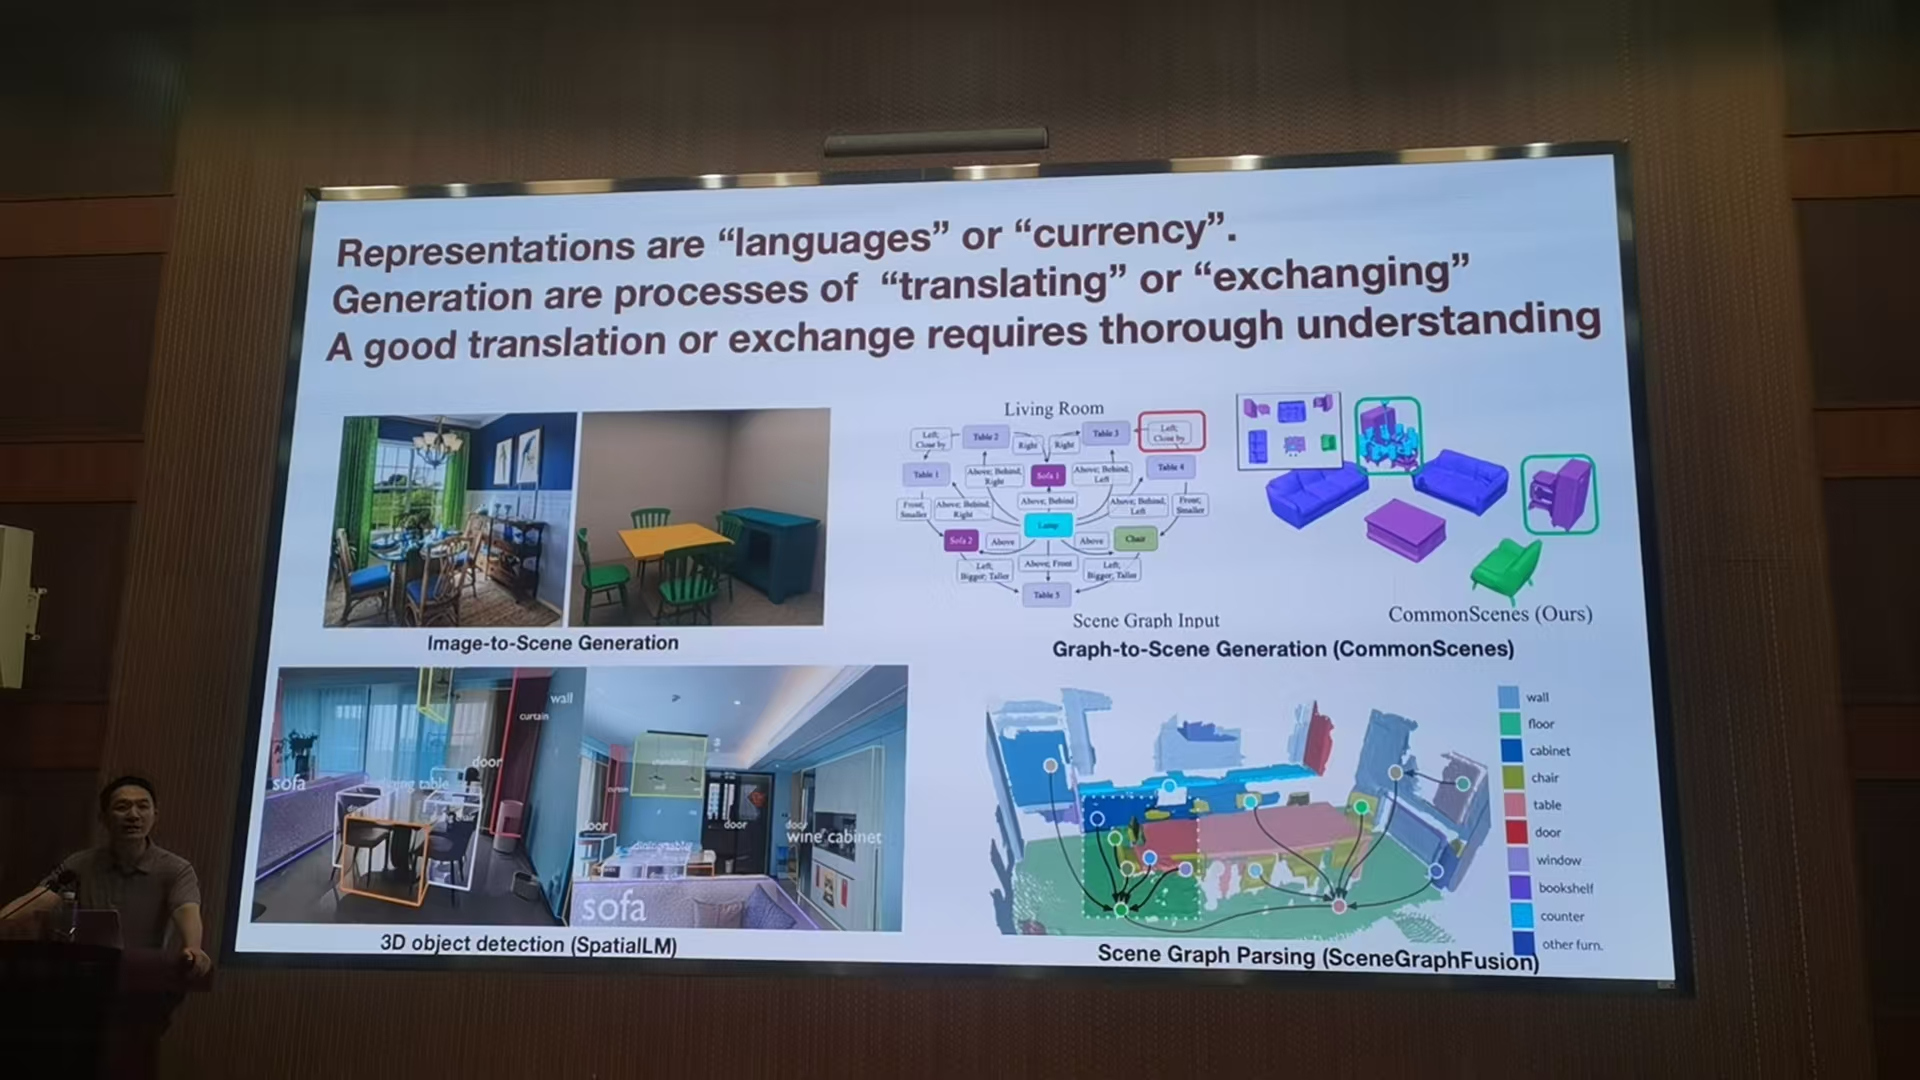 Representations are “languages” or “currency”.
Generation are processes of “translating” or “exchanging”
A good translation or exchange requires thorough understanding
Image-to-Scene Generation
Living Room
Left;
Close by
Table 2
Right
Right
Table 3
Left;
Close by
Table 1
Above; Behind;
Right
Sofa 1
Above; Behind;
Left
Table 4
Front;
Smaller
Above; Behind;
Right
Above; Behind
Above; Behind;
Left
Front;
Smaller
Lamp
Sofa 2
Above
Above
Chair
Left;
Bigger; Taller
Above; Front
Left;
Bigger; Taller
Table 5
Scene Graph Input
CommonScenes (Ours)
Graph-to-Scene Generation (CommonScenes)
wall
curtain
door
sofa
dining table
chandelier
curtain
door
door
door
wine cabinet
diningtable
sofa
3D object detection (SpatialLM)
wall
floor
cabinet
chair
table
door
window
bookshelf
counter
other furn.
Scene Graph Parsing (SceneGraphFusion)